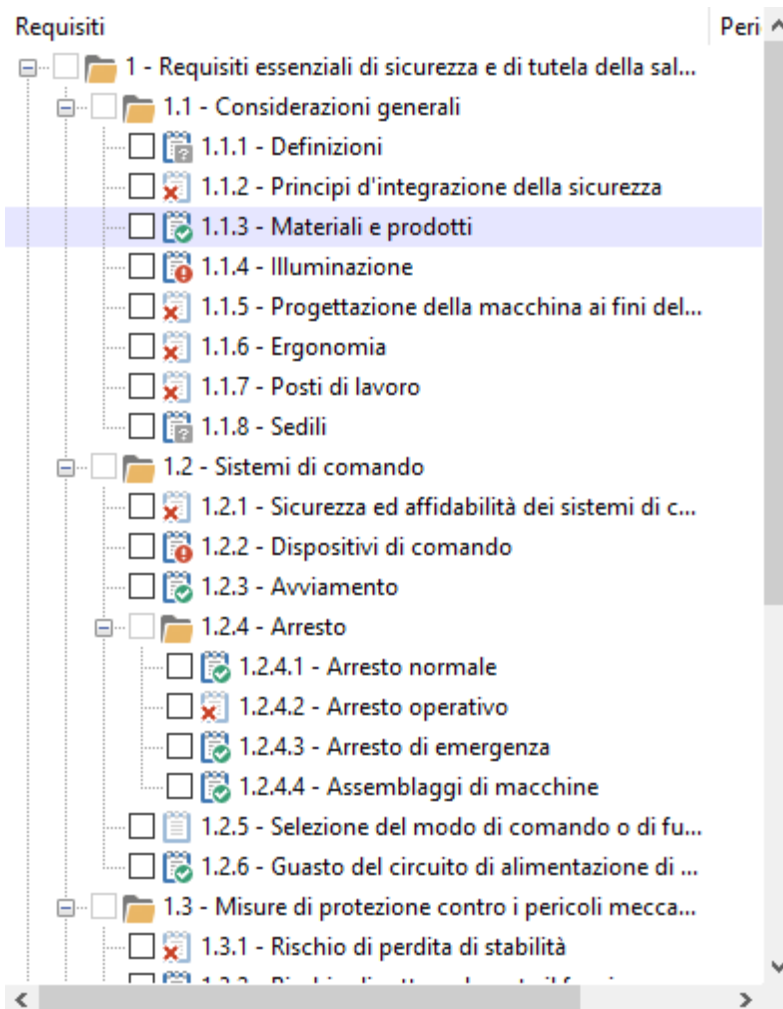 Requisiti Peri
1 - Requisiti essenziali di sicurezza e di tutela della sal...
1.1 - Considerazioni generali
1.1.1 - Definizioni
1.1.2 - Principi d'integrazione della sicurezza
1.1.3 - Materiali e prodotti
1.1.4 - Illuminazione
1.1.5 - Progettazione della macchina ai fini del...
1.1.6 - Ergonomia
1.1.7 - Posti di lavoro
1.1.8 - Sedili
1.2 - Sistemi di comando
1.2.1 - Sicurezza ed affidabilità dei sistemi di c...
1.2.2 - Dispositivi di comando
1.2.3 - Avviamento
1.2.4 - Arresto
1.2.4.1 - Arresto normale
1.2.4.2 - Arresto operativo
1.2.4.3 - Arresto di emergenza
1.2.4.4 - Assemblaggi di macchine
1.2.5 - Selezione del modo di comando o di fu...
1.2.6 - Guasto del circuito di alimentazione di ...
1.3 - Misure di protezione contro i pericoli mecca...
1.3.1 - Rischio di perdita di stabilità